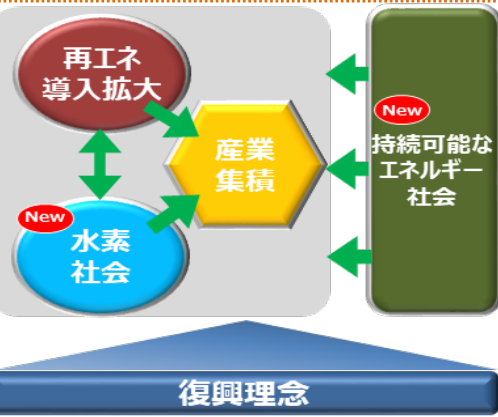 再エネ
導入拡大
産業
集積
New
水素
社会
New
持続可能な
エネルギー
社会
復興理念